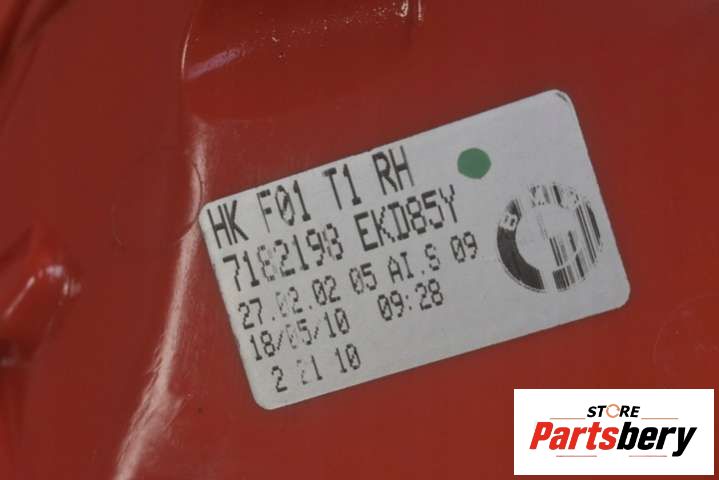 HK F01 T1 RH
7182198 EKD85Y
27.02.02 05 AI.S 09
18/05/10 09:28
2 21 10
BMW
STORE
Partsbery